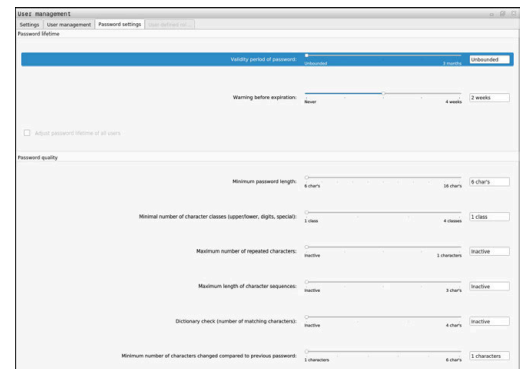 User management
Settings User management Password settings
Password lifetime
Validity period of password: Unbounded 3 months Unbounded
Warning before expiration: Never 4 weeks 2 weeks
Adjust password lifetime of all users
Password quality
Minimum password length: 6 char's 16 char's 6 char's
Minimal number of character classes (upper/lower, digits, special): 1 class 4 classes 1 class
Maximum number of repeated characters: Inactive 1 characters Inactive
Maximum length of character sequences: Inactive 3 char's Inactive
Dictionary check (number of matching characters): Inactive 4 char's Inactive
Minimum number of characters changed compared to previous password: 1 characters 8 char's 1 characters